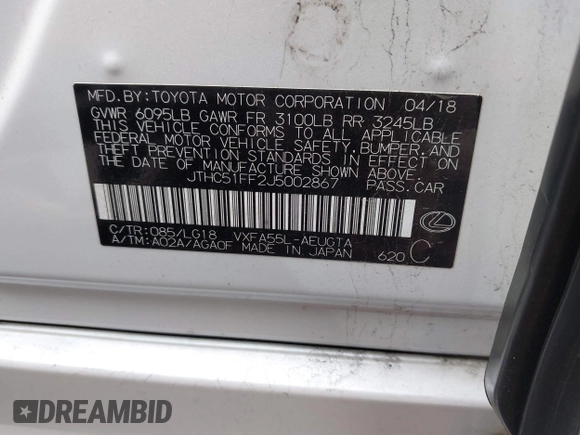 MFD. BY: TOYOTA MOTOR CORPORATION 04/18
GVWR 6095LB GAWR FR 3100LB RR 3245LB
THIS VEHICLE CONFORMS TO ALL APPLICABLE
FEDERAL MOTOR VEHICLE SAFETY, BUMPER, AND
THEFT PREVENTION STANDARDS IN EFFECT ON
THE DATE OF MANUFACTURE SHOWN ABOVE.
JTHC51FF2J5002867 PASS. CAR
C/TR: 085/LG18 VXFA55L-AEUGTA
A/TM: A02A/AGA0F MADE IN JAPAN 620 C
DREAMBID